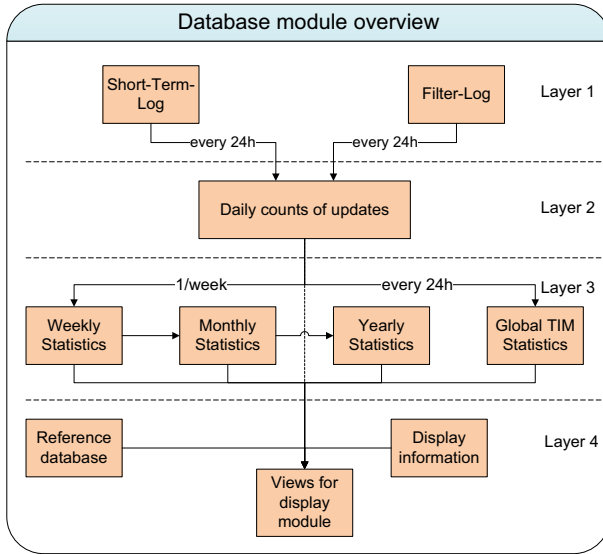 Database module overview
Short-Term-
Log
Filter-Log
Layer 1
every 24h
every 24h
Daily counts of updates
Layer 2
1/week
every 24h
Layer 3
Weekly
Statistics
Monthly
Statistics
Yearly
Statistics
Global TIM
Statistics
Reference
database
Display
information
Layer 4
Views for
display
module